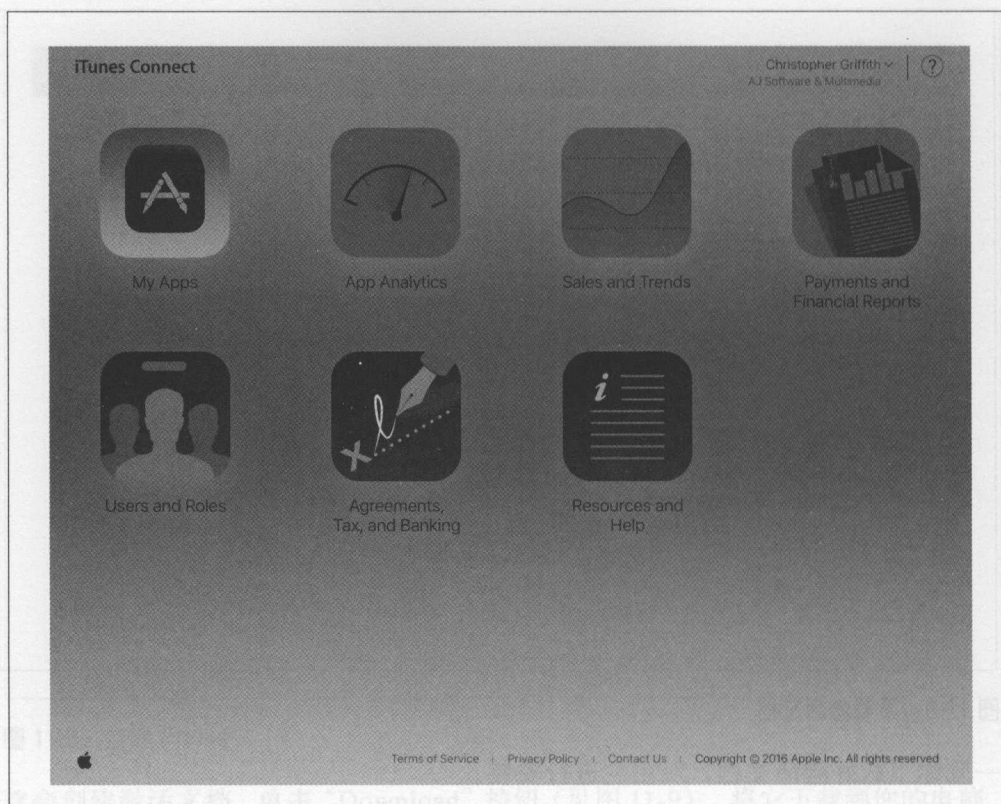 iTunes Connect
Christopher Griffith
AJ Software & Multimedia
?
My Apps
App Analytics
Sales and Trends
Payments and
Financial Reports
Users and Roles
Agreements,
Tax, and Banking
Resources and
Help
Terms of Service | Privacy Policy | Contact Us | Copyright © 2016 Apple Inc. All rights reserved